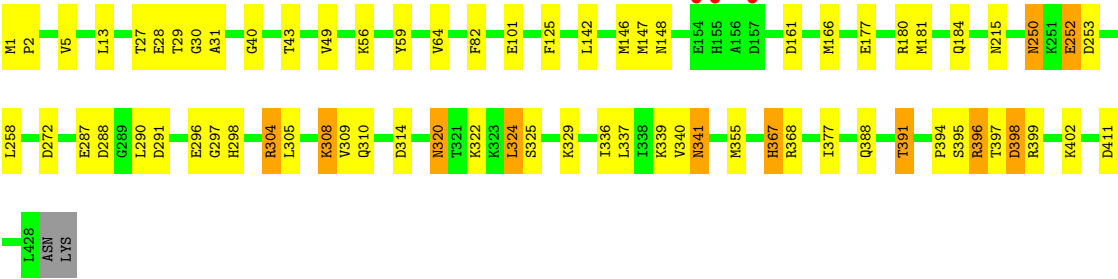 M1 P2 V5 L13 T27 E28 T29 G30 A31 G40 T43 V49 K56 Y59 V64 F82 E101 F125 L142 M146 M147 N148 E154 H155 A156 D157 D161 M166 E177 R180 M181 Q184 N215 N250 K251 E252 D253
L258 D272 E287 D288 G289 L290 D291 E296 G297 H298 R304 L305 K308 V309 Q310 D314 N320 T321 K322 K323 L324 S325 K329 I336 L337 I338 K339 V340 N341 M355 H367 R368 I377 Q388 T391 P394 S395 R396 T397 D398 R399 K402 D411
L428 ASN LYS